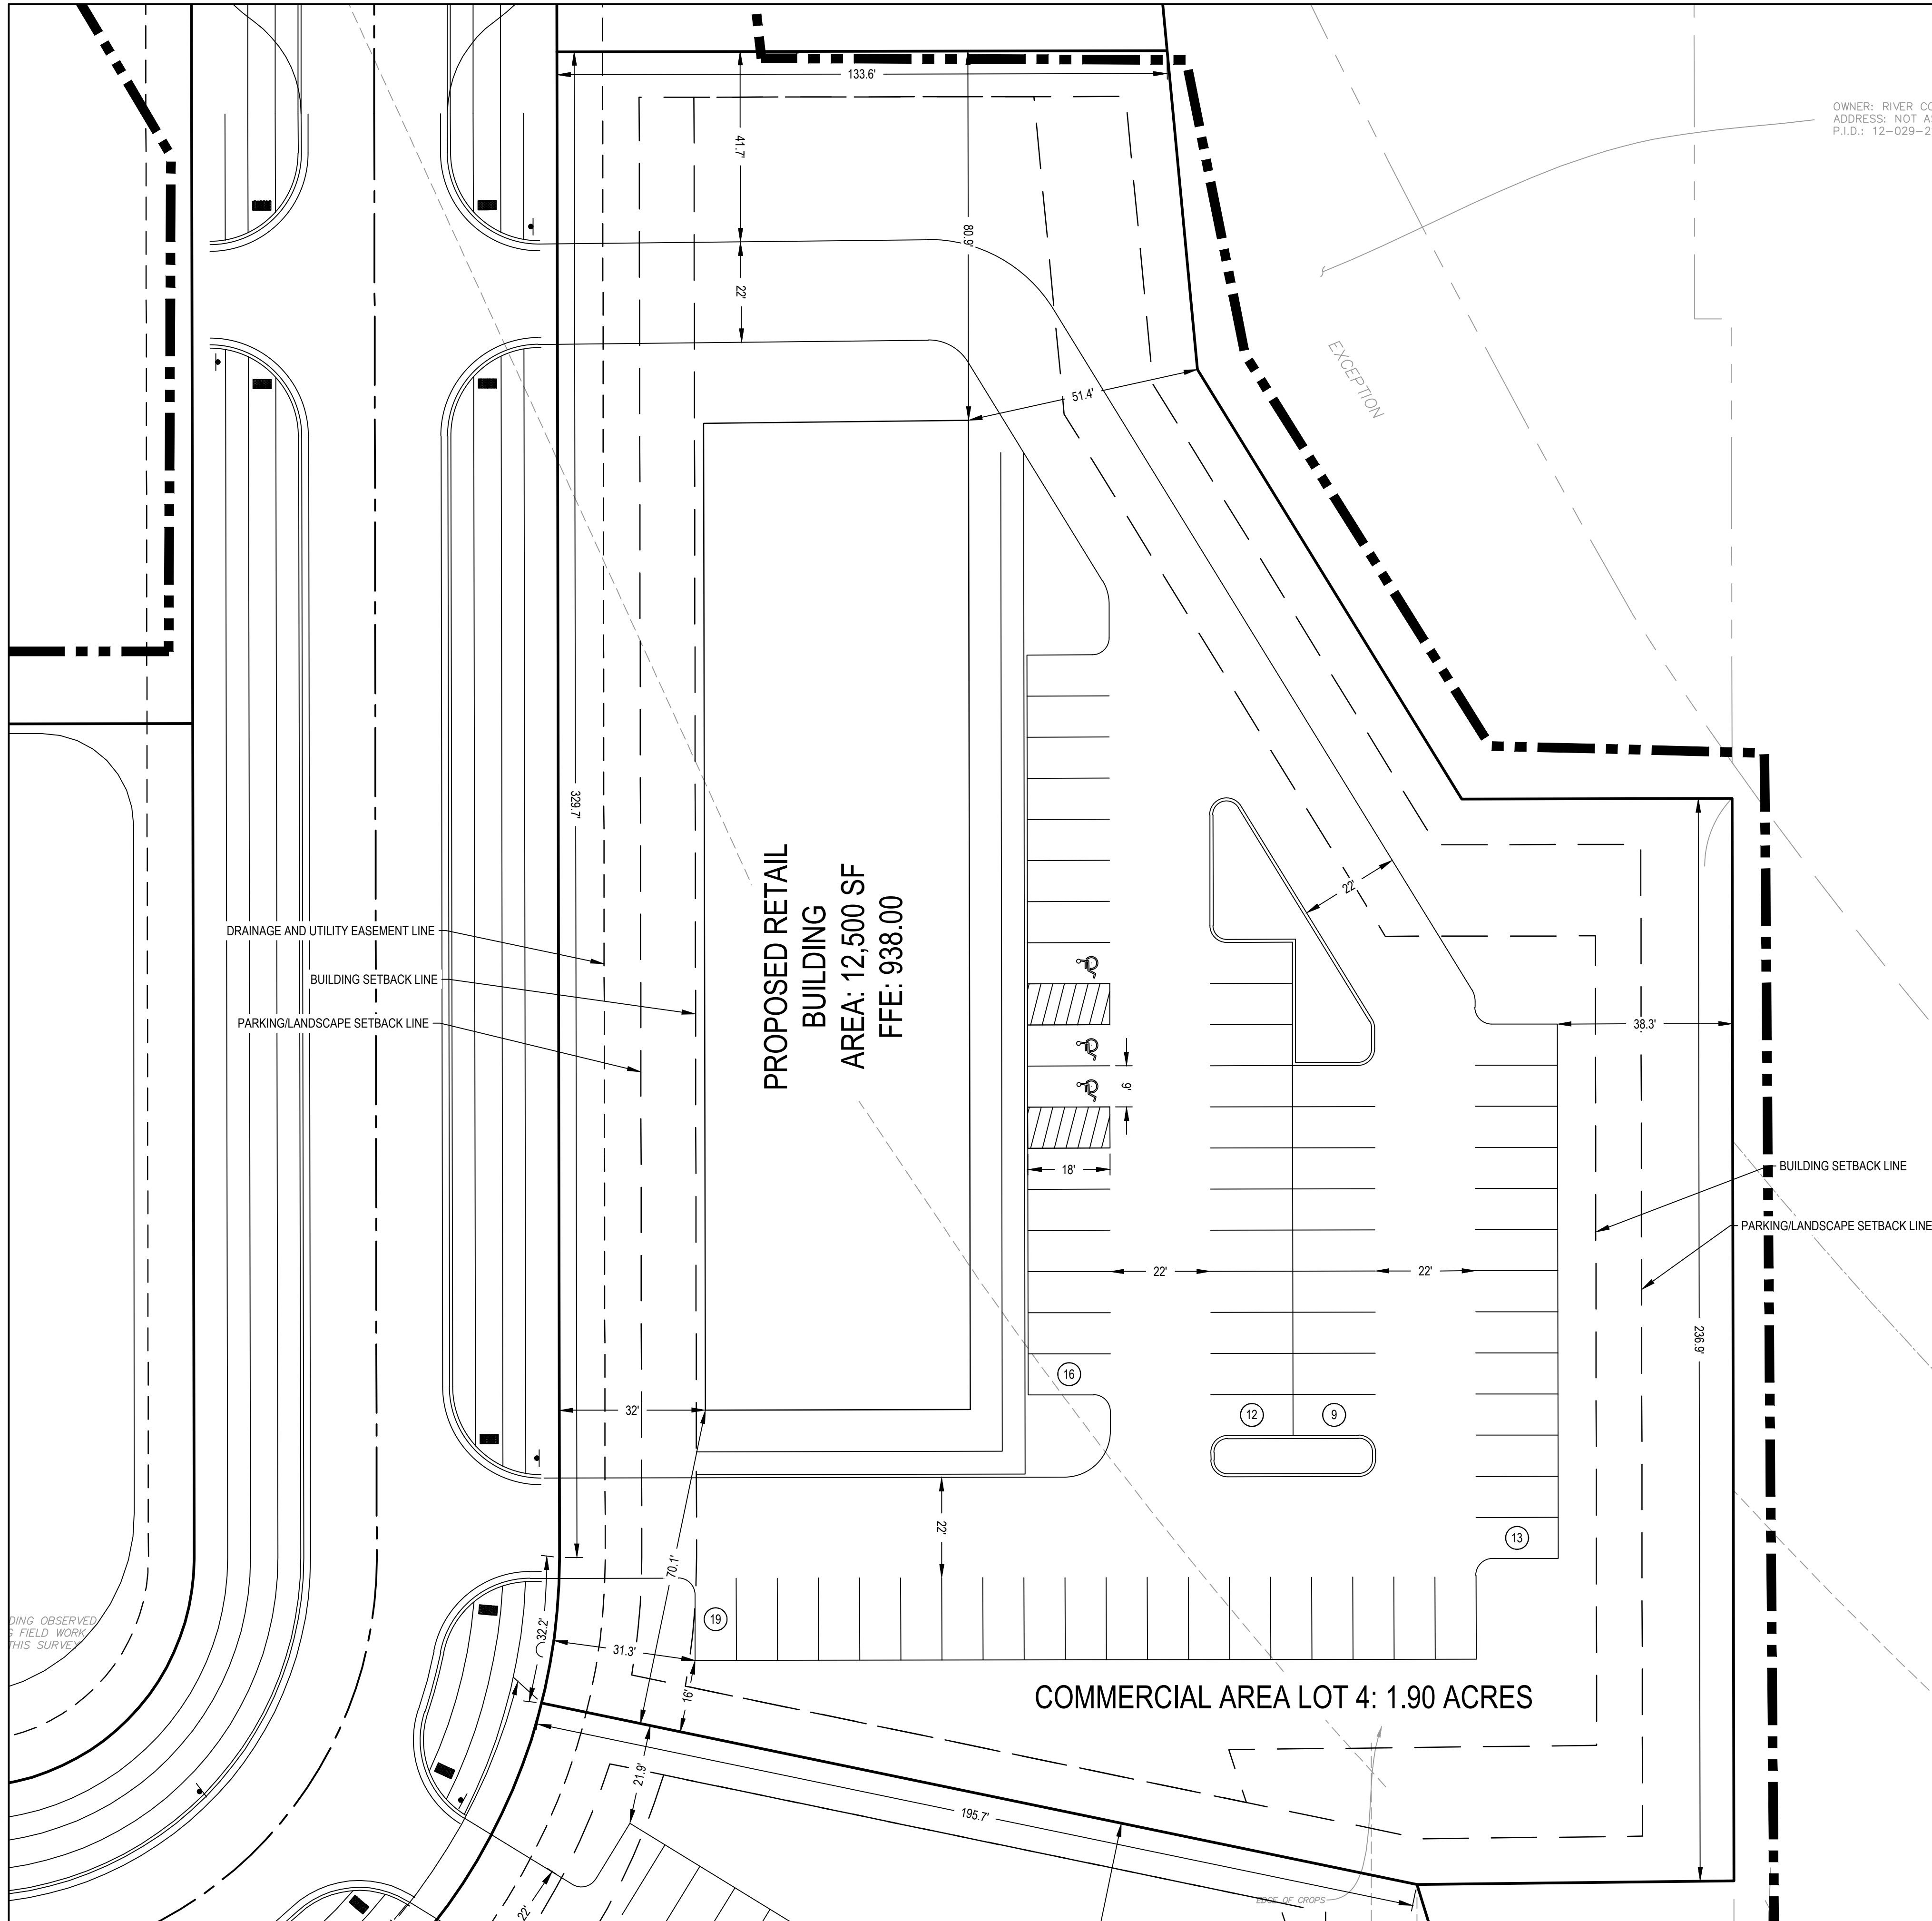 133.6'
OWNER: RIVER CO
ADDRESS: NOT A
P.I.D.: 12-029-2
41.7'
80.9'
22'
EXCEPTION
51.4'
329.7'
PROPOSED RETAIL
BUILDING
AREA: 12,500 SF
FFE: 938.00
22'
DRAINAGE AND UTILITY EASEMENT LINE
BUILDING SETBACK LINE
PARKING/LANDSCAPE SETBACK LINE
38.3'
9'
18'
BUILDING SETBACK LINE
PARKING/LANDSCAPE SETBACK LINE
22'
22'
236.9'
16
32'
12
9
22'
13
70.1'
DING OBSERVED
G FIELD WORK
THIS SURVEY
19
32.2'
31.3'
16'
COMMERCIAL AREA LOT 4: 1.90 ACRES
21.9'
195.7'
EDGE OF CROPS
22'